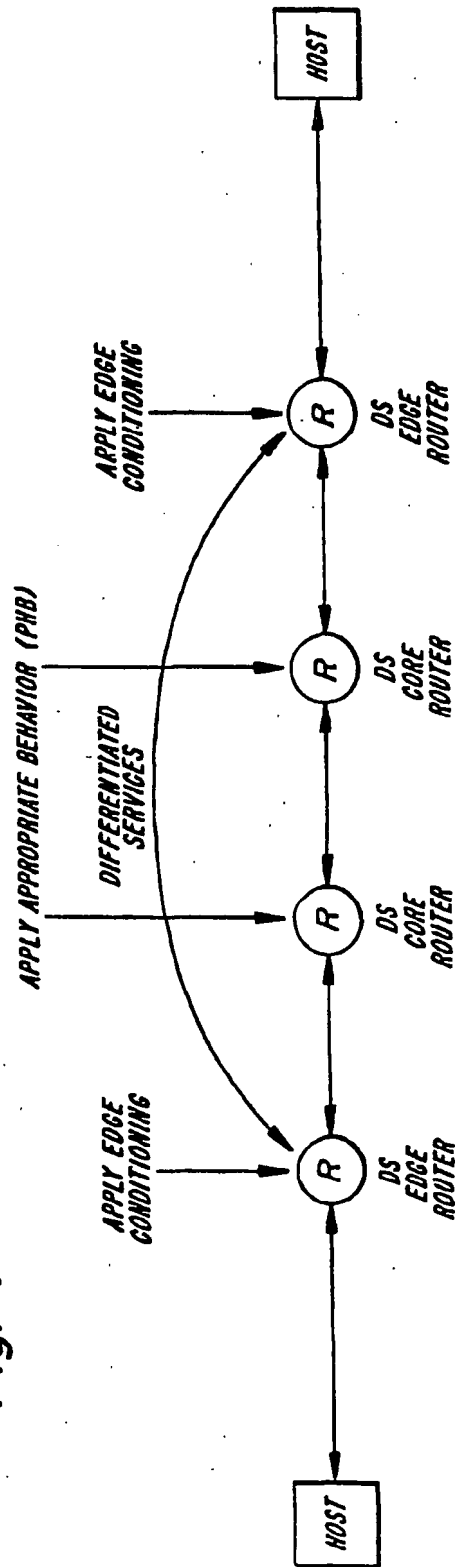 APPLY APPROPRIATE BEHAVIOR (PHB)
APPLY EDGE
CONDITIONING
DIFFERENTIATED
SERVICES
APPLY EDGE
CONDITIONING
HOST
R
R
R
R
HOST
DS
EDGE
ROUTER
DS
CORE
ROUTER
DS
CORE
ROUTER
DS
EDGE
ROUTER